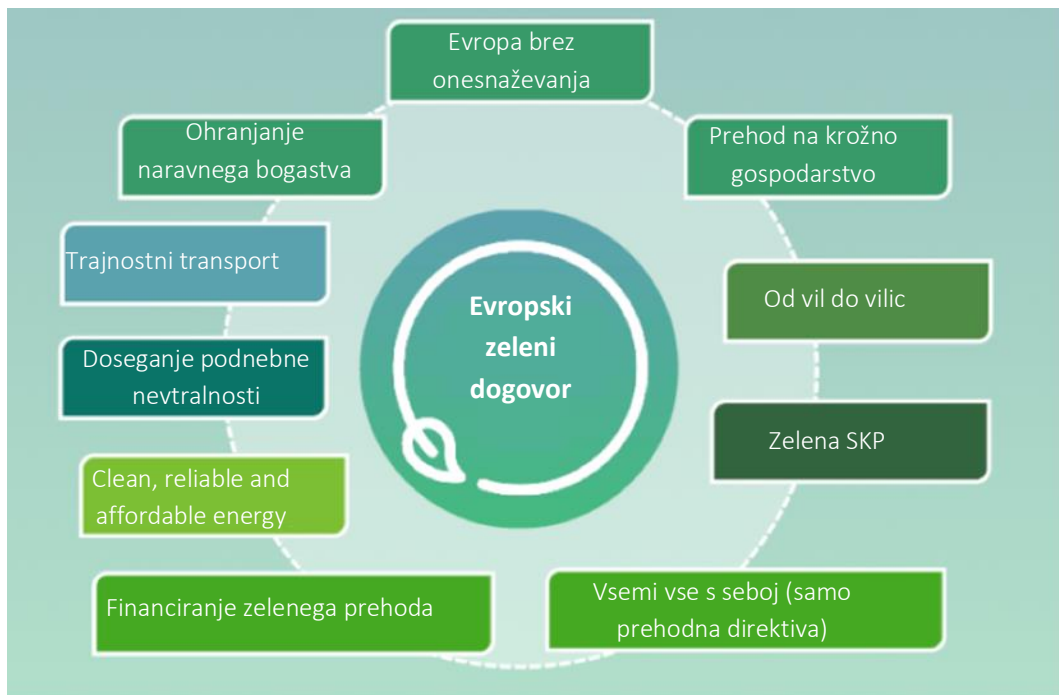 Evropa brez
onesnaževanja
Ohranjanje
naravnega bogastva
Prehod na krožno
gospodarstvo
Trajnostni transport
Od vil do vilic
Evropski
zeleni
dogovor
Doseganje podnebne
nevtralnosti
Zelena SKP
Clean, reliable and
affordable energy
Financiranje zelenega prehoda
Vsemi vse s seboj (samo
prehodna direktiva)